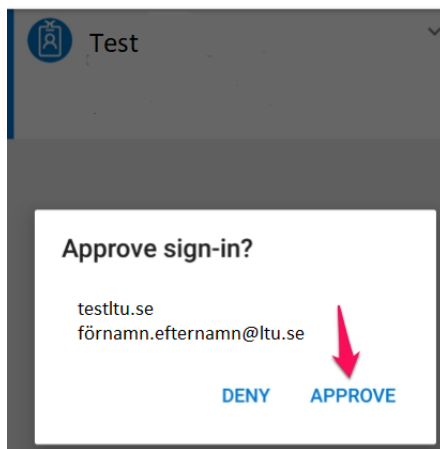 Test
Approve sign-in?
testltu.se
förnamn.efternamn@ltu.se
DENY APPROVE